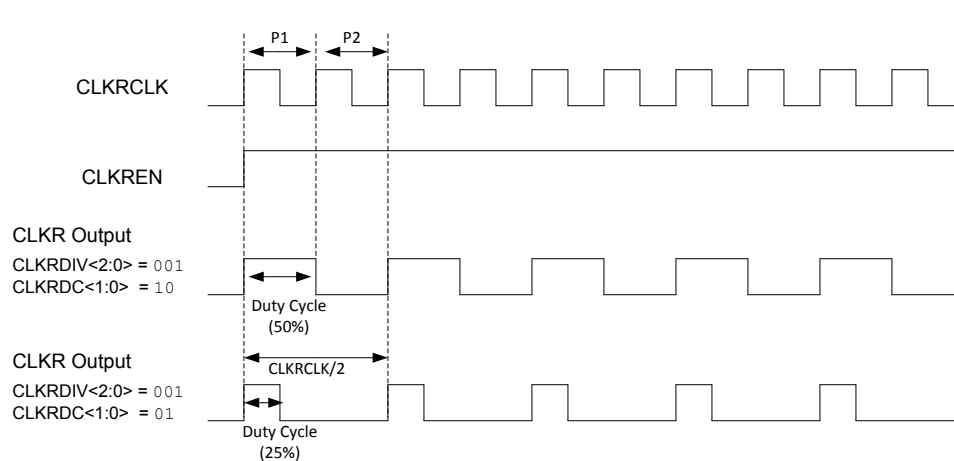 P1
P2
CLKRCLK
CLKREN
CLKR Output
CLKRDIV<2:0> = 001
CLKRDC<1:0> = 10
Duty Cycle
(50%)
CLKR Output
CLKRCLK/2
CLKRDIV<2:0> = 001
CLKRDC<1:0> = 01
Duty Cycle
(25%)